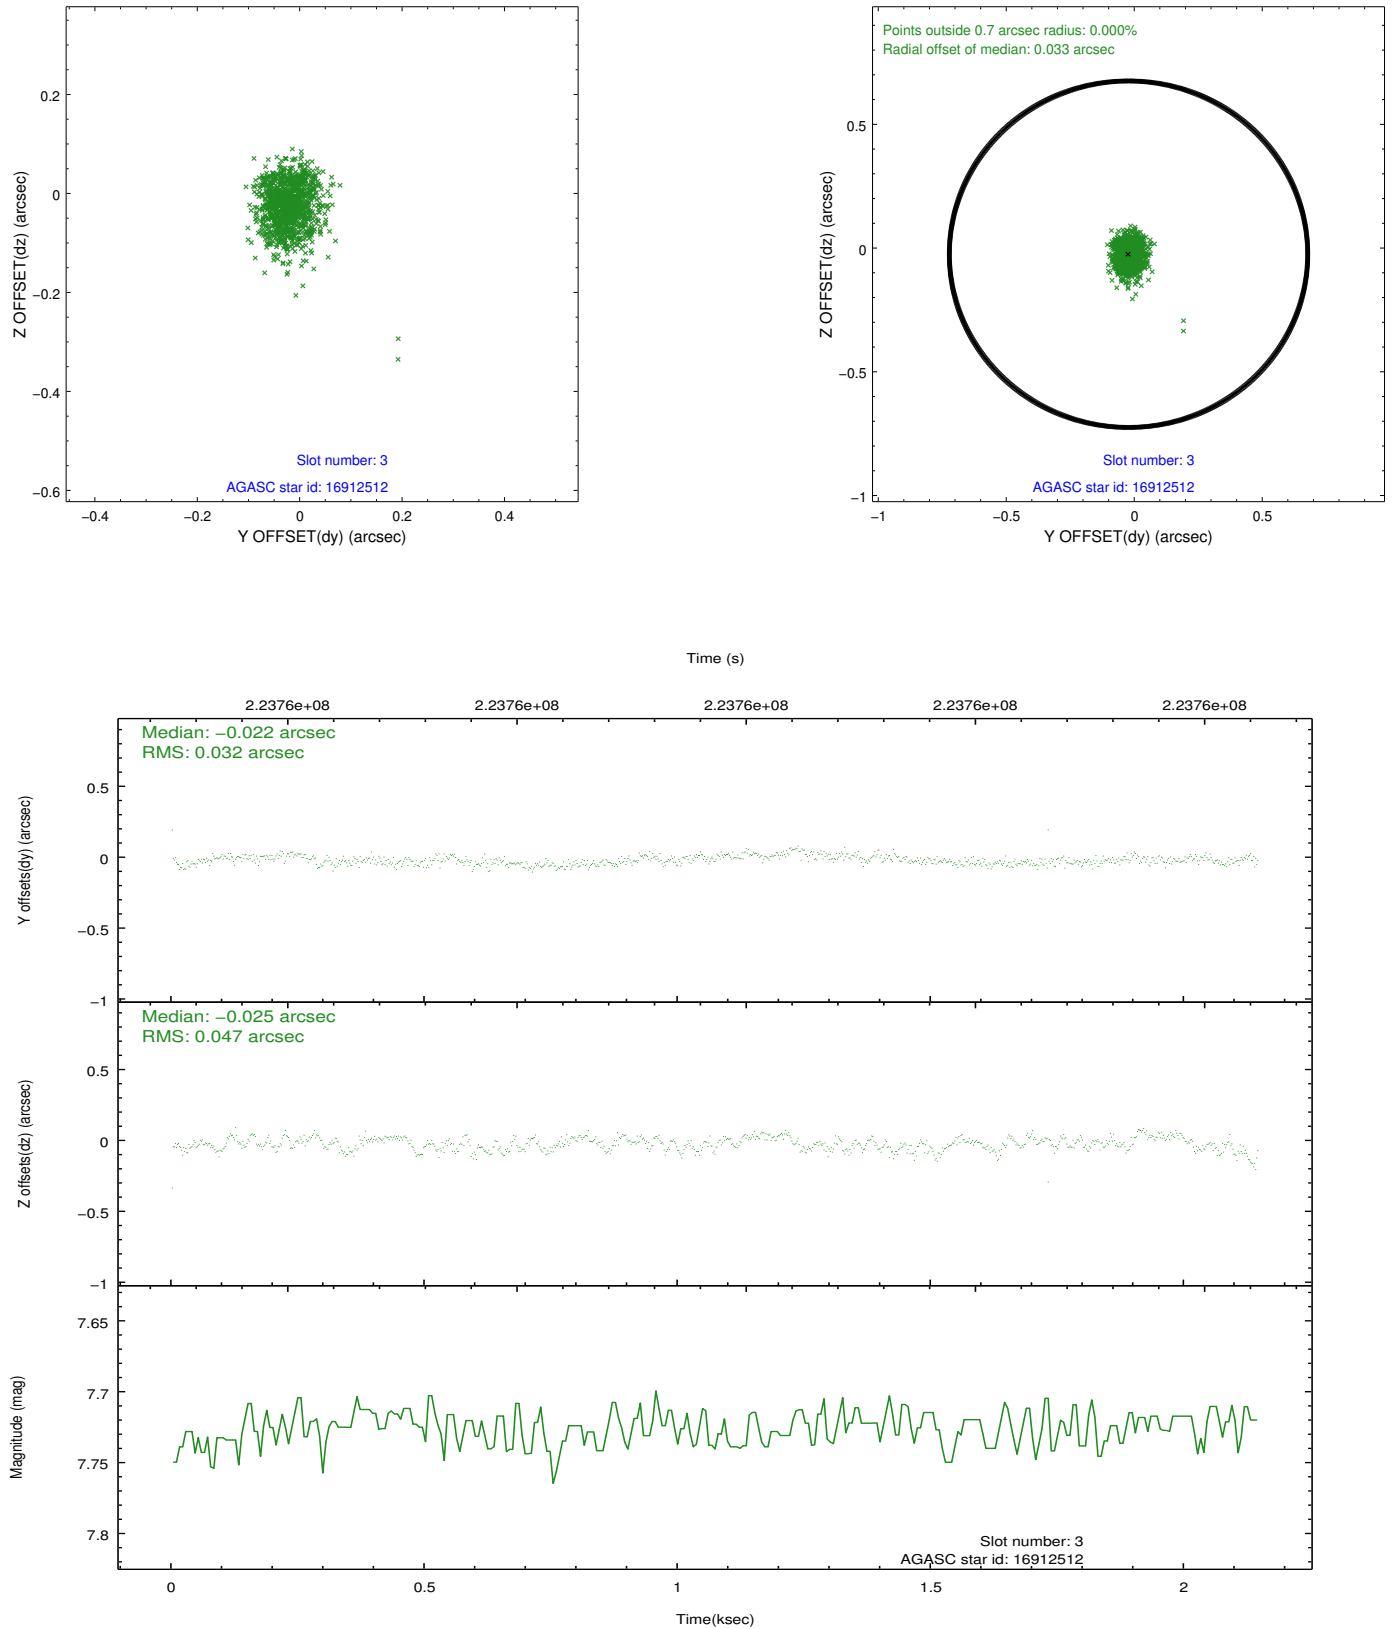 0.2
0
−0.2
−0.4
−0.6
Z OFFSET(dz) (arcsec)
Slot number: 3
AGASC star id: 16912512
−0.4
−0.2
0
0.2
0.4
Y OFFSET(dy) (arcsec)
Points outside 0.7 arcsec radius: 0.000%
Radial offset of median: 0.033 arcsec
0.5
0
−0.5
−1
Z OFFSET(dz) (arcsec)
Slot number: 3
AGASC star id: 16912512
−1
−0.5
0
0.5
Y OFFSET(dy) (arcsec)
Time (s)
2.2376e+08
2.2376e+08
2.2376e+08
2.2376e+08
2.2376e+08
Median: −0.022 arcsec
RMS: 0.032 arcsec
0.5
0
−0.5
−1
Y offsets(dy) (arcsec)
Median: −0.025 arcsec
RMS: 0.047 arcsec
0.5
0
−0.5
−1
Z offsets(dz) (arcsec)
7.65
7.7
7.75
7.8
Magnitude (mag)
Slot number: 3
AGASC star id: 16912512
0
0.5
1
1.5
2
Time(ksec)